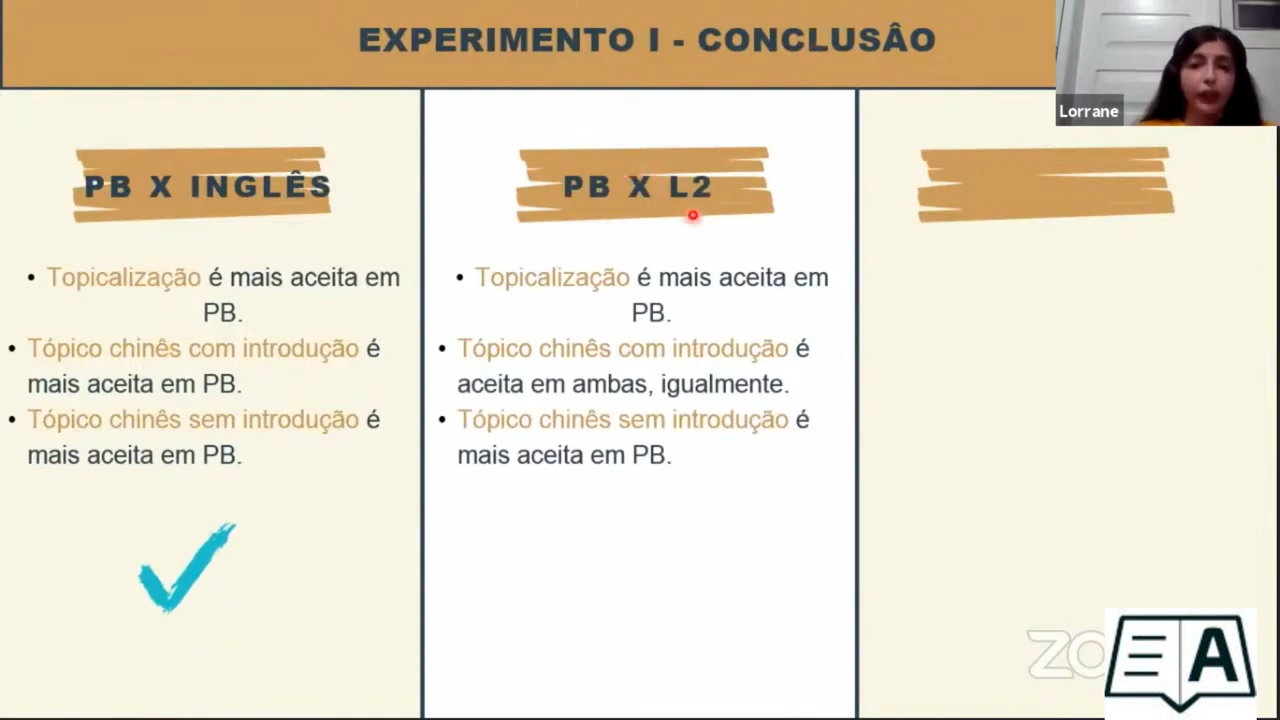 EXPERIMENTO I - CONCLUSÂO
Lorrane
PB X INGLÊS
• Topicalização é mais aceita em
PB.
• Tópico chinês com introdução é
mais aceita em PB.
• Tópico chinês sem introdução é
mais aceita em PB.
PB X L2
• Topicalização é mais aceita em
PB.
• Tópico chinês com introdução é
aceita em ambas, igualmente.
• Tópico chinês sem introdução é
mais aceita em PB.
ZO
A